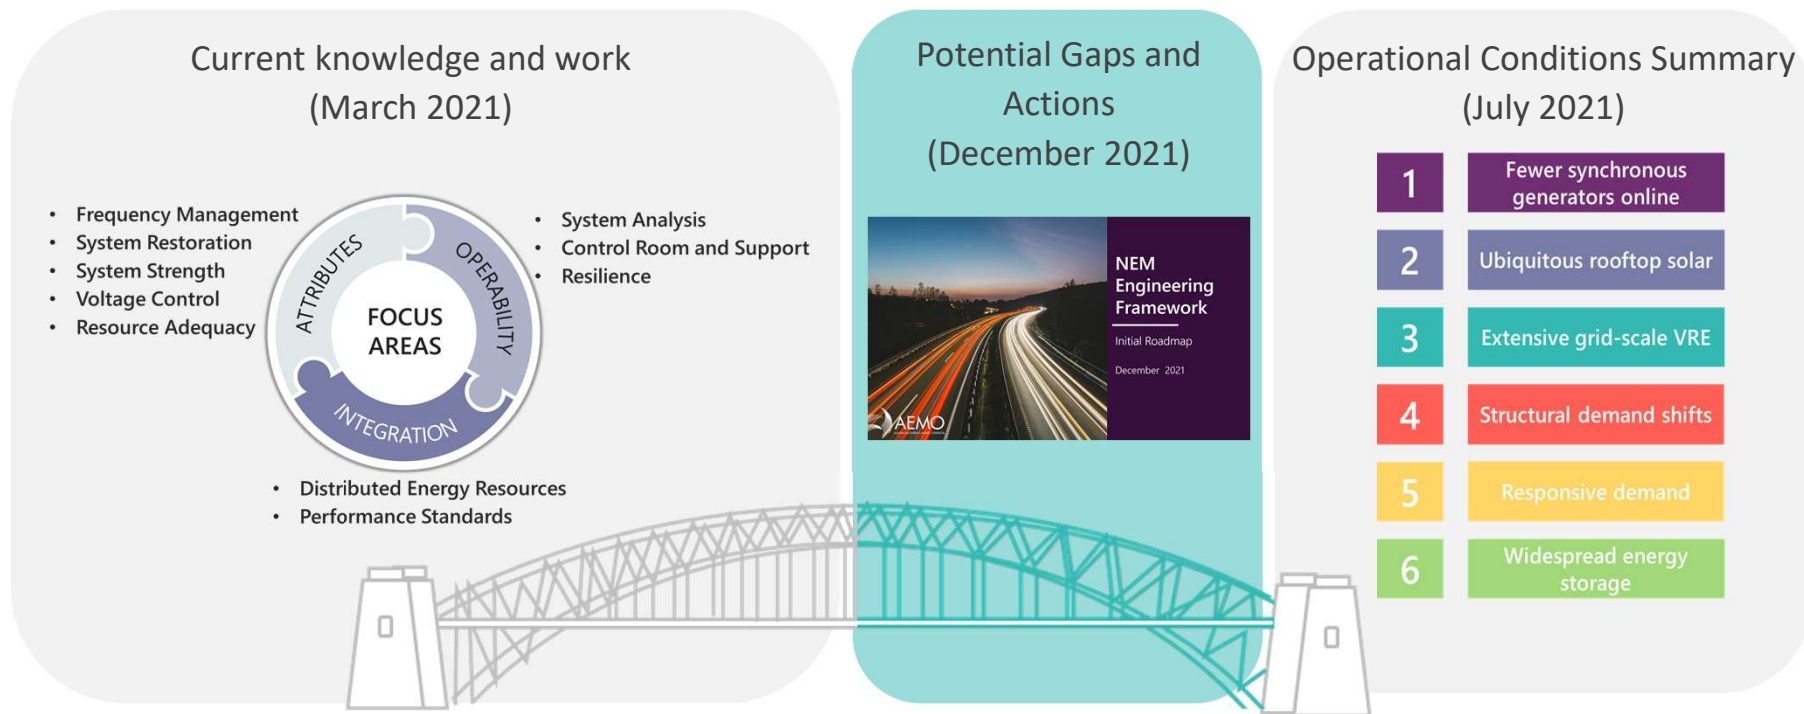 Current knowledge and work
(March 2021)
• Frequency Management
• System Restoration
• System Strength
• Voltage Control
• Resource Adequacy
ATTRIBUTES
OPERABILITY
INTEGRATION
FOCUS
AREAS
• System Analysis
• Control Room and Support
• Resilience
• Distributed Energy Resources
• Performance Standards
Potential Gaps and
Actions
(December 2021)
NEM
Engineering
Framework
Initial Roadmap
December 2021
AEMO
Operational Conditions Summary
(July 2021)
1
Fewer synchronous
generators online
2
Ubiquitous rooftop solar
3
Extensive grid-scale VRE
4
Structural demand shifts
5
Responsive demand
6
Widespread energy
storage